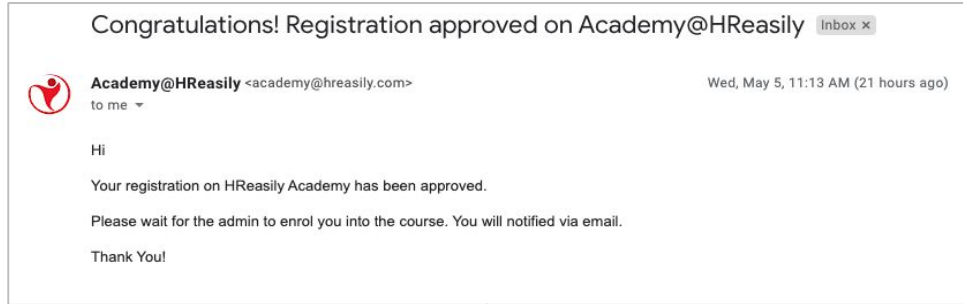 Congratulations! Registration approved on Academy@HReasily Inbox ×
Academy@HReasily <academy@hreasily.com> Wed, May 5, 11:13 AM (21 hours ago)
to me
Hi
Your registration on HReasily Academy has been approved.
Please wait for the admin to enrol you into the course. You will notified via email.
Thank You!